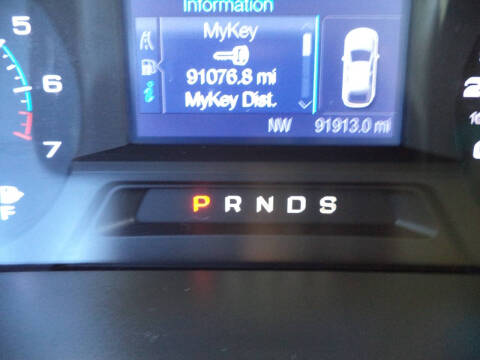 Information
MyKey
91076.8 mi
MyKey Dist.
NW 91913.0 mi
5
6
7
F
P R N D S